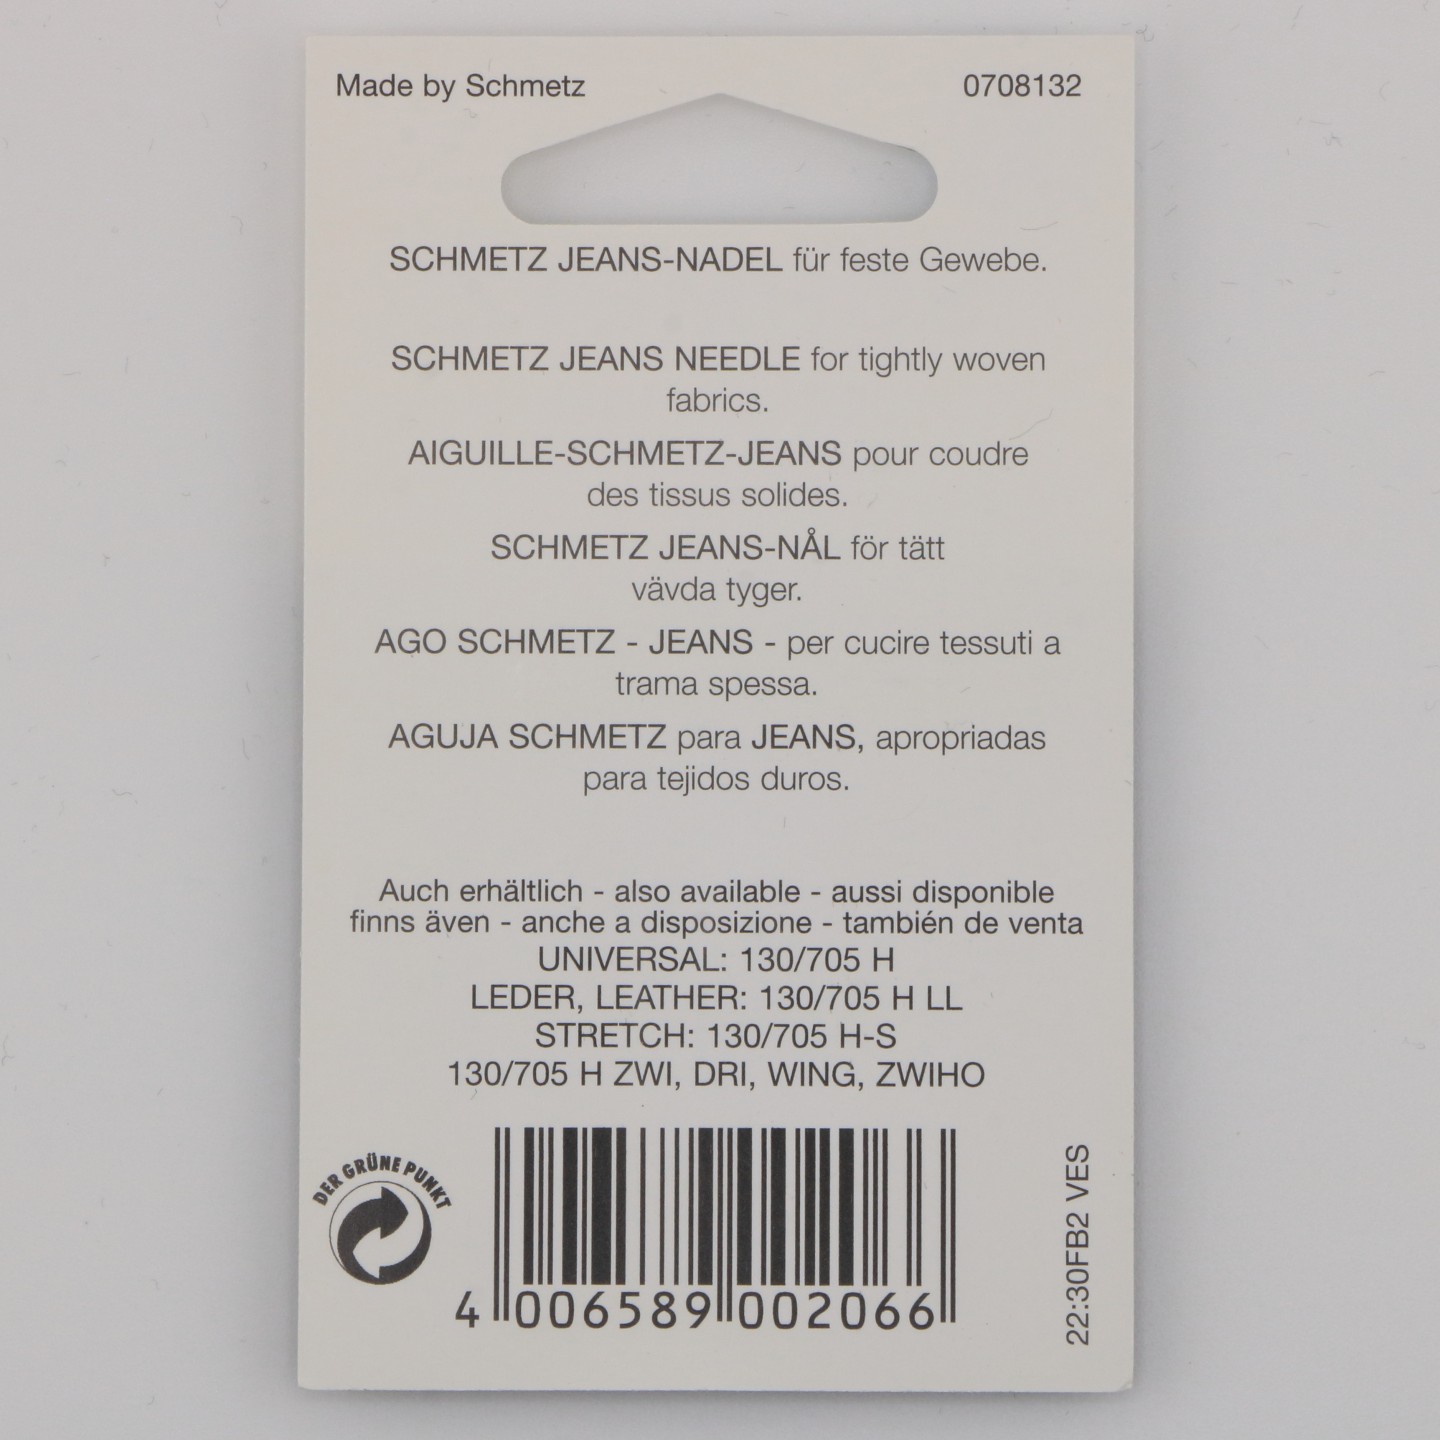 Made by Schmetz
0708132
SCHMETZ JEANS-NADEL für feste Gewebe.
SCHMETZ JEANS NEEDLE for tightly woven
fabrics.
AIGUILLE-SCHMETZ-JEANS pour coudre
des tissus solides.
SCHMETZ JEANS-NÅL för tätt
vävda tyger.
AGO SCHMETZ - JEANS - per cucire tessuti a
trama spessa.
AGUJA SCHMETZ para JEANS, apropriadas
para tejidos duros.
Auch erhältlich - also available - aussi disponible
finns även - anche a disposizione - también de venta
UNIVERSAL: 130/705 H
LEDER, LEATHER: 130/705 H LL
STRETCH: 130/705 H-S
130/705 H ZWI, DRI, WING, ZWIHO
DER GRÜNE PUNKT
4 006589 002066
22:30FB2 VES